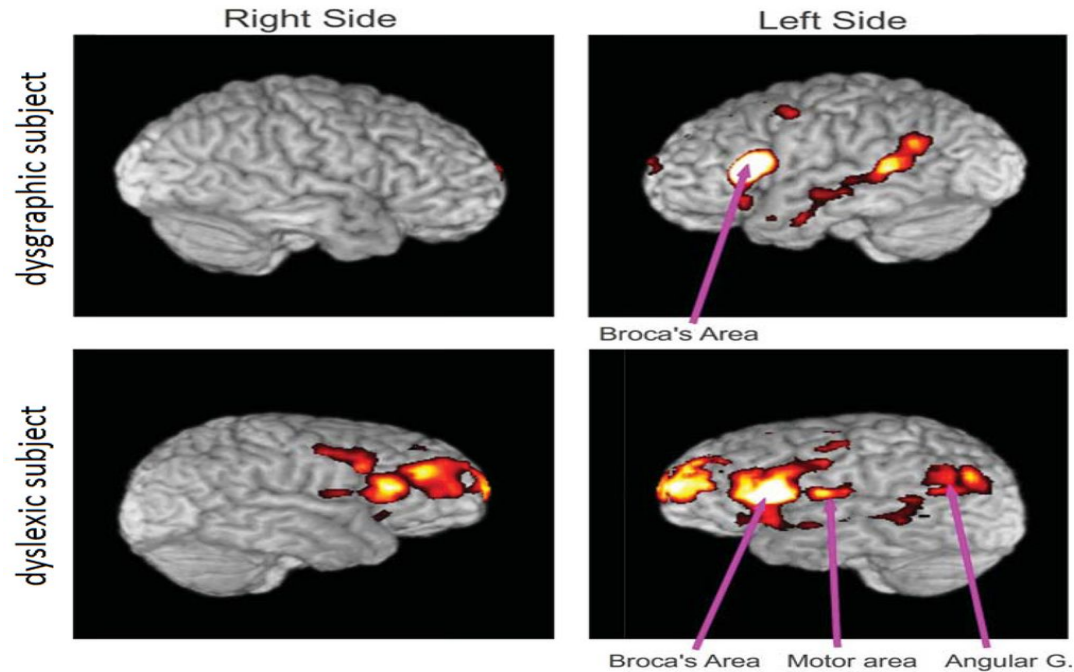 Right Side
Left Side
dysgraphic subject
Broca's Area
dyslexic subject
Broca's Area
Motor area
Angular G.